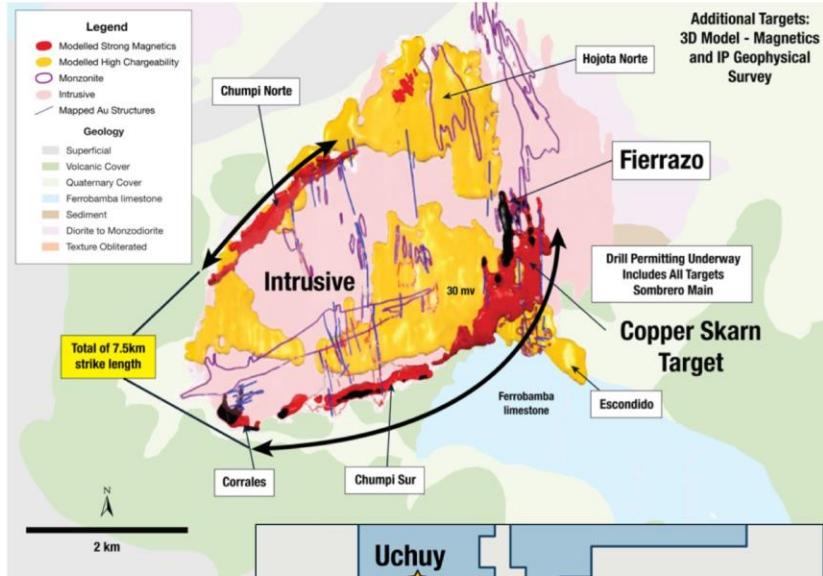 Legend
Modelled Strong Magnetics
Modelled High Chargeability
Monzonite
Intrusive
Mapped Au Structures
Geology
Superficial
Volcanic Cover
Quaternary Cover
Ferrobamba limestone
Sediment
Diorite to Monzodiorite
Texture Obliterated
Additional Targets:
3D Model - Magnetics
and IP Geophysical
Survey
Hojota Norte
Chumpi Norte
Fierrazo
Intrusive
30 mv
Drill Permitting Underway
Includes All Targets
Sombrero Main
Copper Skarn
Target
Total of 7.5km
strike length
Ferrobamba
limestone
Escondido
Corrales
Chumpi Sur
N
2 km
Uchuy